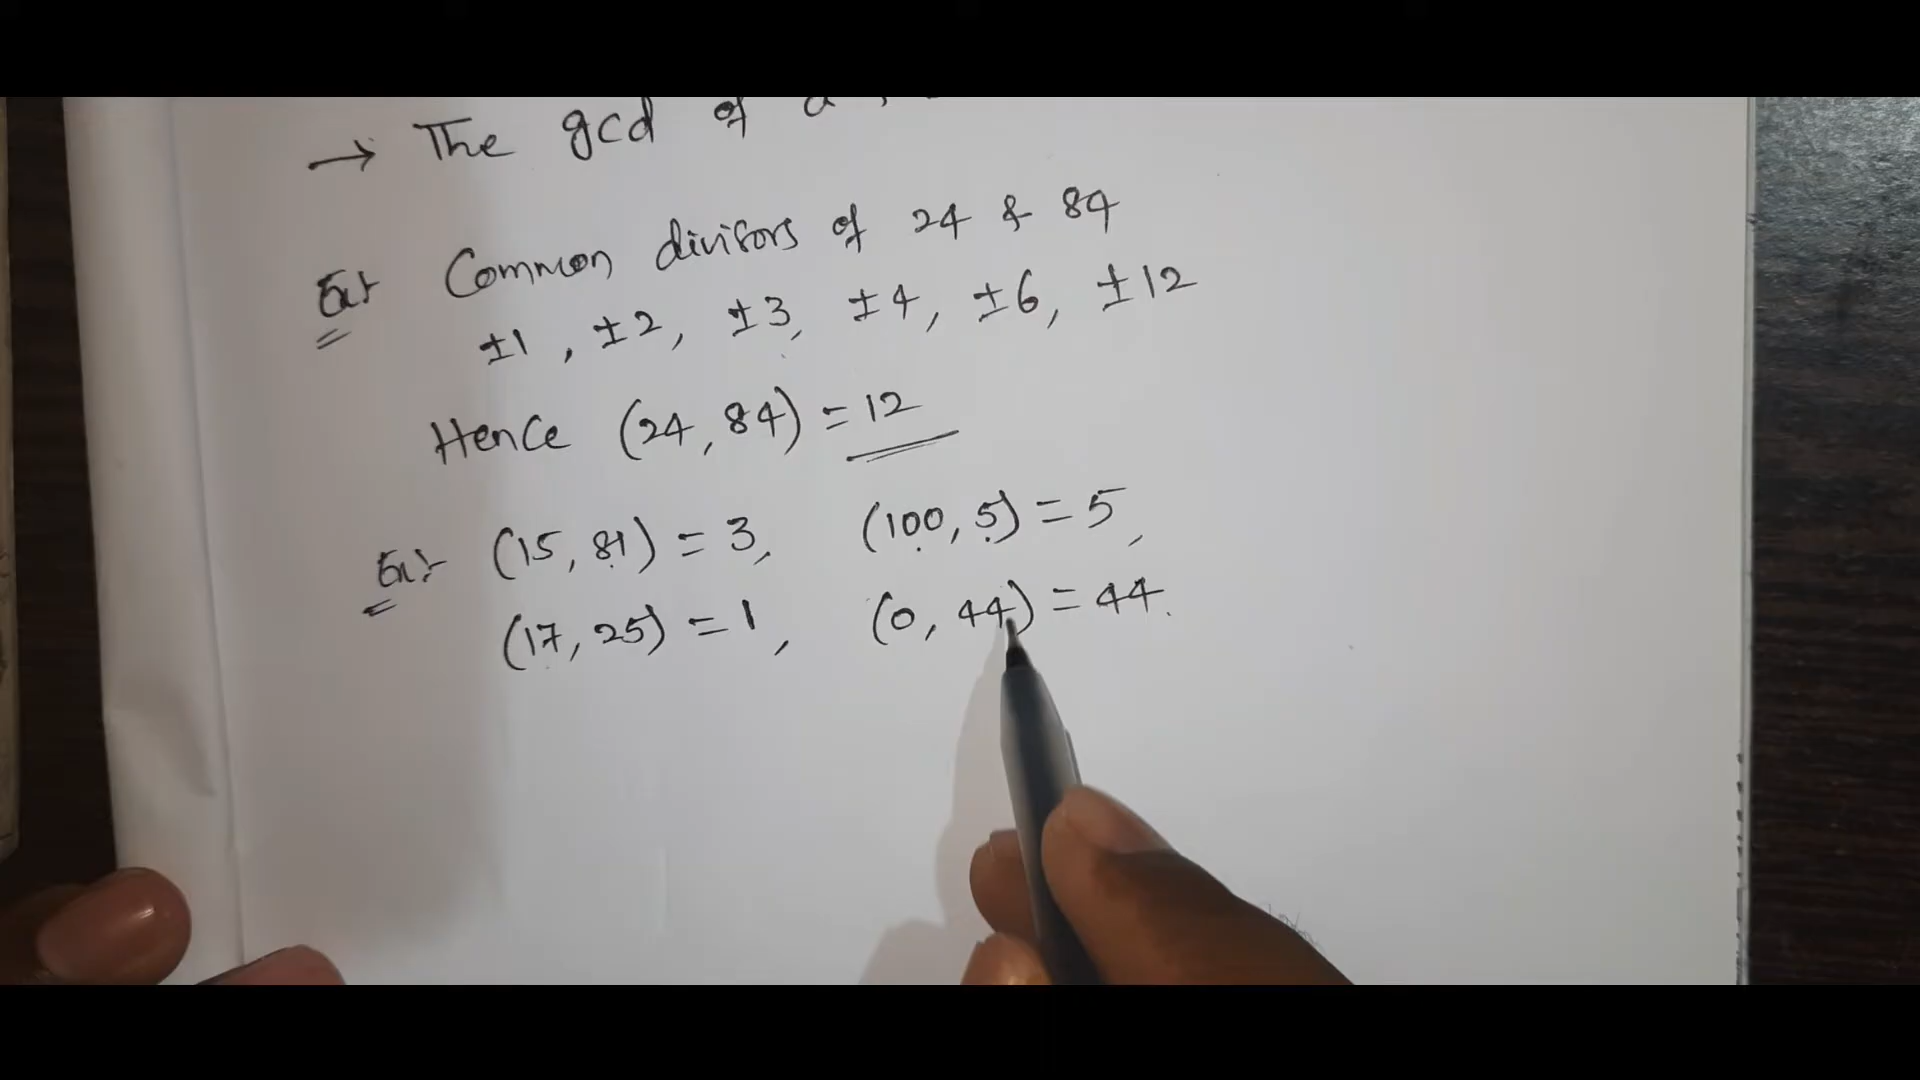 → The gcd of a,
Ex:- Common divisors of 24 & 84
±1, ±2, ±3, ±4, ±6, ±12
Hence (24, 84) = 12
Ex:- (15, 81) = 3, (100, 5) = 5,
(17, 25) = 1, (0, 44) = 44.